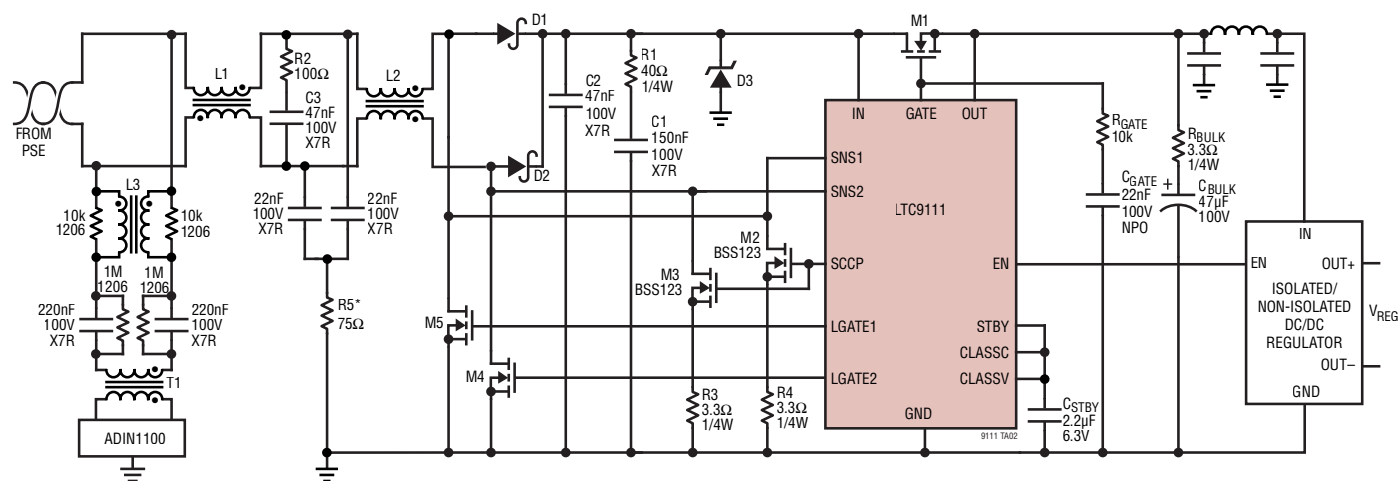 FROM
PSE
L1
R2
100Ω
C3
47nF
100V
X7R
L2
D1
D2
C2
47nF
100V
X7R
R1
40Ω
1/4W
C1
150nF
100V
X7R
D3
M1
IN
GATE
OUT
SNS1
SNS2
LTC9111
SCCP
EN
LGATE1
STBY
CLASSC
LGATE2
CLASSV
GND
9111 TA02
RGATE
10k
CGATE
22nF
100V
NPO
RBULK
3.3Ω
1/4W
+
CBULK
47µF
100V
CSTBY
2.2µF
6.3V
IN
EN
OUT+
ISOLATED/
NON-ISOLATED
DC/DC
REGULATOR
VREG
OUT–
GND
L3
10k
1206
10k
1206
1M
1206
1M
1206
220nF
100V
X7R
220nF
100V
X7R
T1
ADIN1100
22nF
100V
X7R
22nF
100V
X7R
R5*
75Ω
M2
BSS123
M3
BSS123
M5
M4
R3
3.3Ω
1/4W
R4
3.3Ω
1/4W